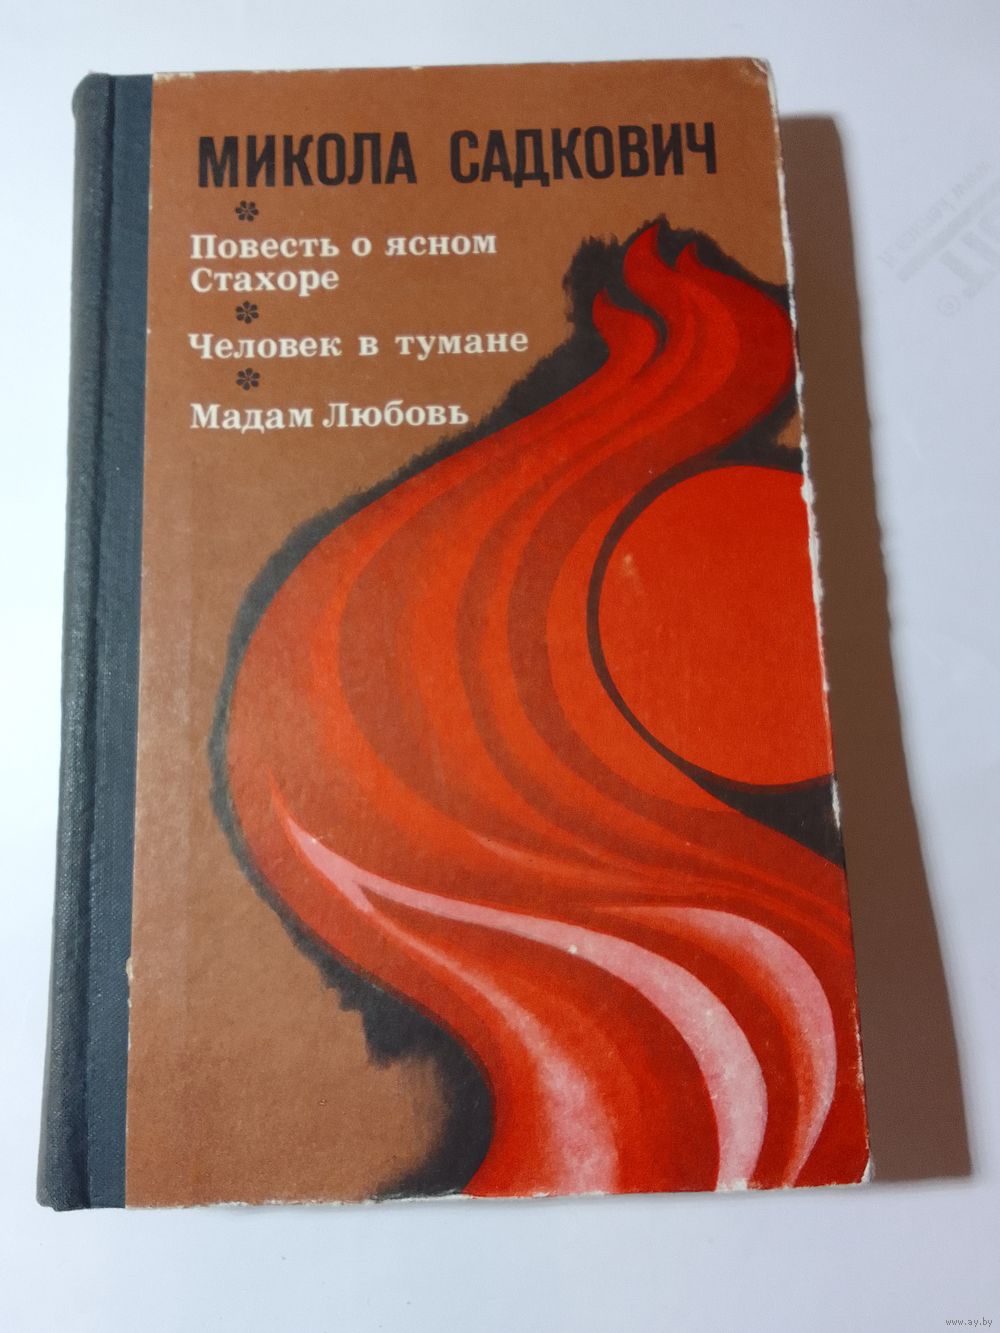 МИКОЛА САДКОВИЧ
Повесть о ясном
Стахоре
Человек в тумане
Мадам Любовь
www.ay.by